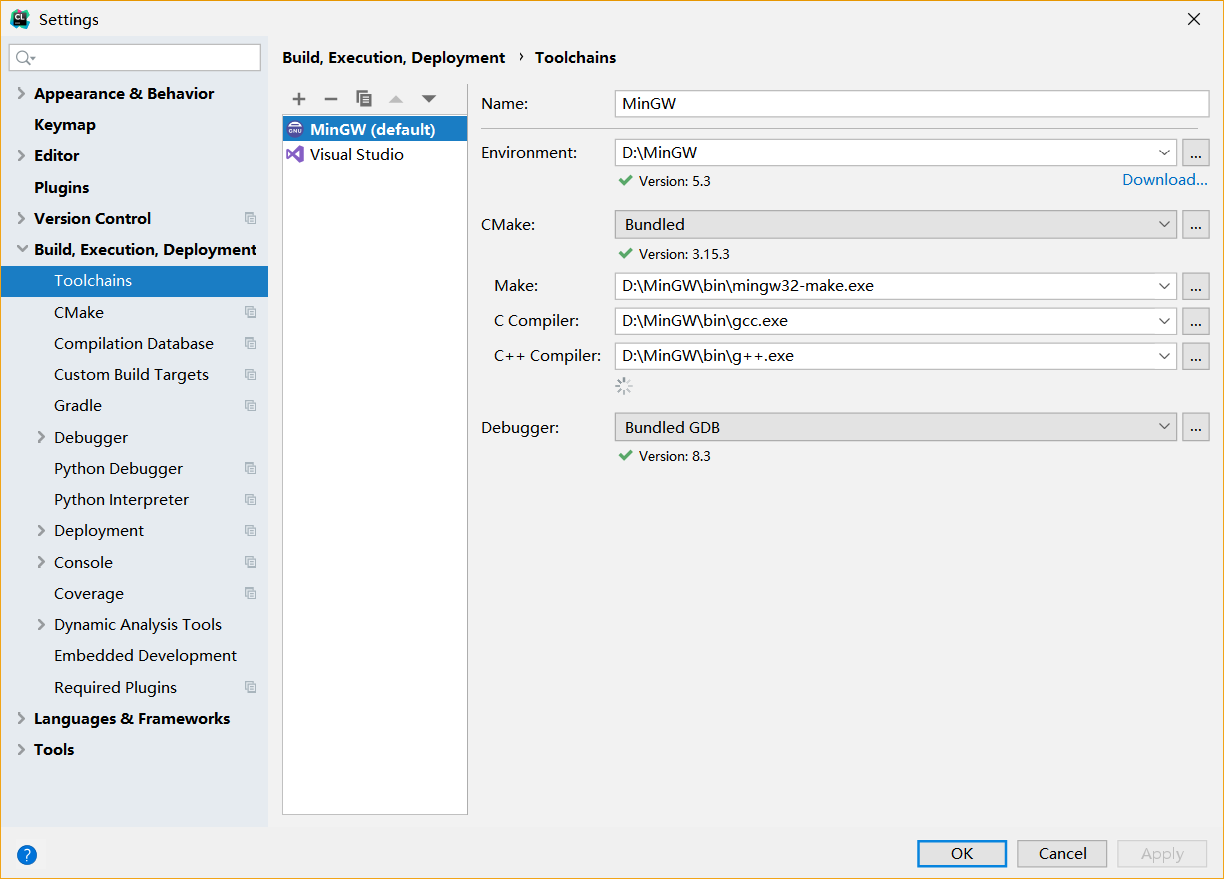 Settings
Appearance & Behavior
Keymap
Editor
Plugins
Version Control
Build, Execution, Deployment
Toolchains
CMake
Compilation Database
Custom Build Targets
Gradle
Debugger
Python Debugger
Python Interpreter
Deployment
Console
Coverage
Dynamic Analysis Tools
Embedded Development
Required Plugins
Languages & Frameworks
Tools
Build, Execution, Deployment › Toolchains
MinGW (default)
Visual Studio
Name: MinGW
Environment: D:\MinGW ...
Version: 5.3 Download...
CMake: Bundled ...
Version: 3.15.3
Make: D:\MinGW\bin\mingw32-make.exe ...
C Compiler: D:\MinGW\bin\gcc.exe ...
C++ Compiler: D:\MinGW\bin\g++.exe ...
Debugger: Bundled GDB ...
Version: 8.3
? OK Cancel Apply